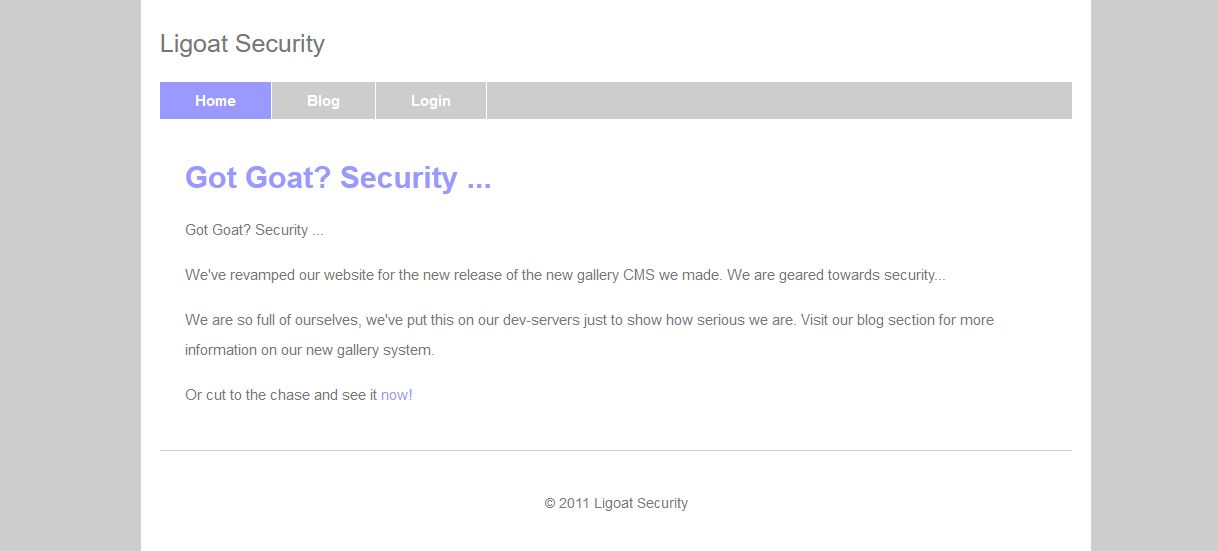 Ligoat Security
Home Blog Login
Got Goat? Security ...
Got Goat? Security ...
We've revamped our website for the new release of the new gallery CMS we made. We are geared towards security...
We are so full of ourselves, we've put this on our dev-servers just to show how serious we are. Visit our blog section for more
information on our new gallery system.
Or cut to the chase and see it now!
© 2011 Ligoat Security